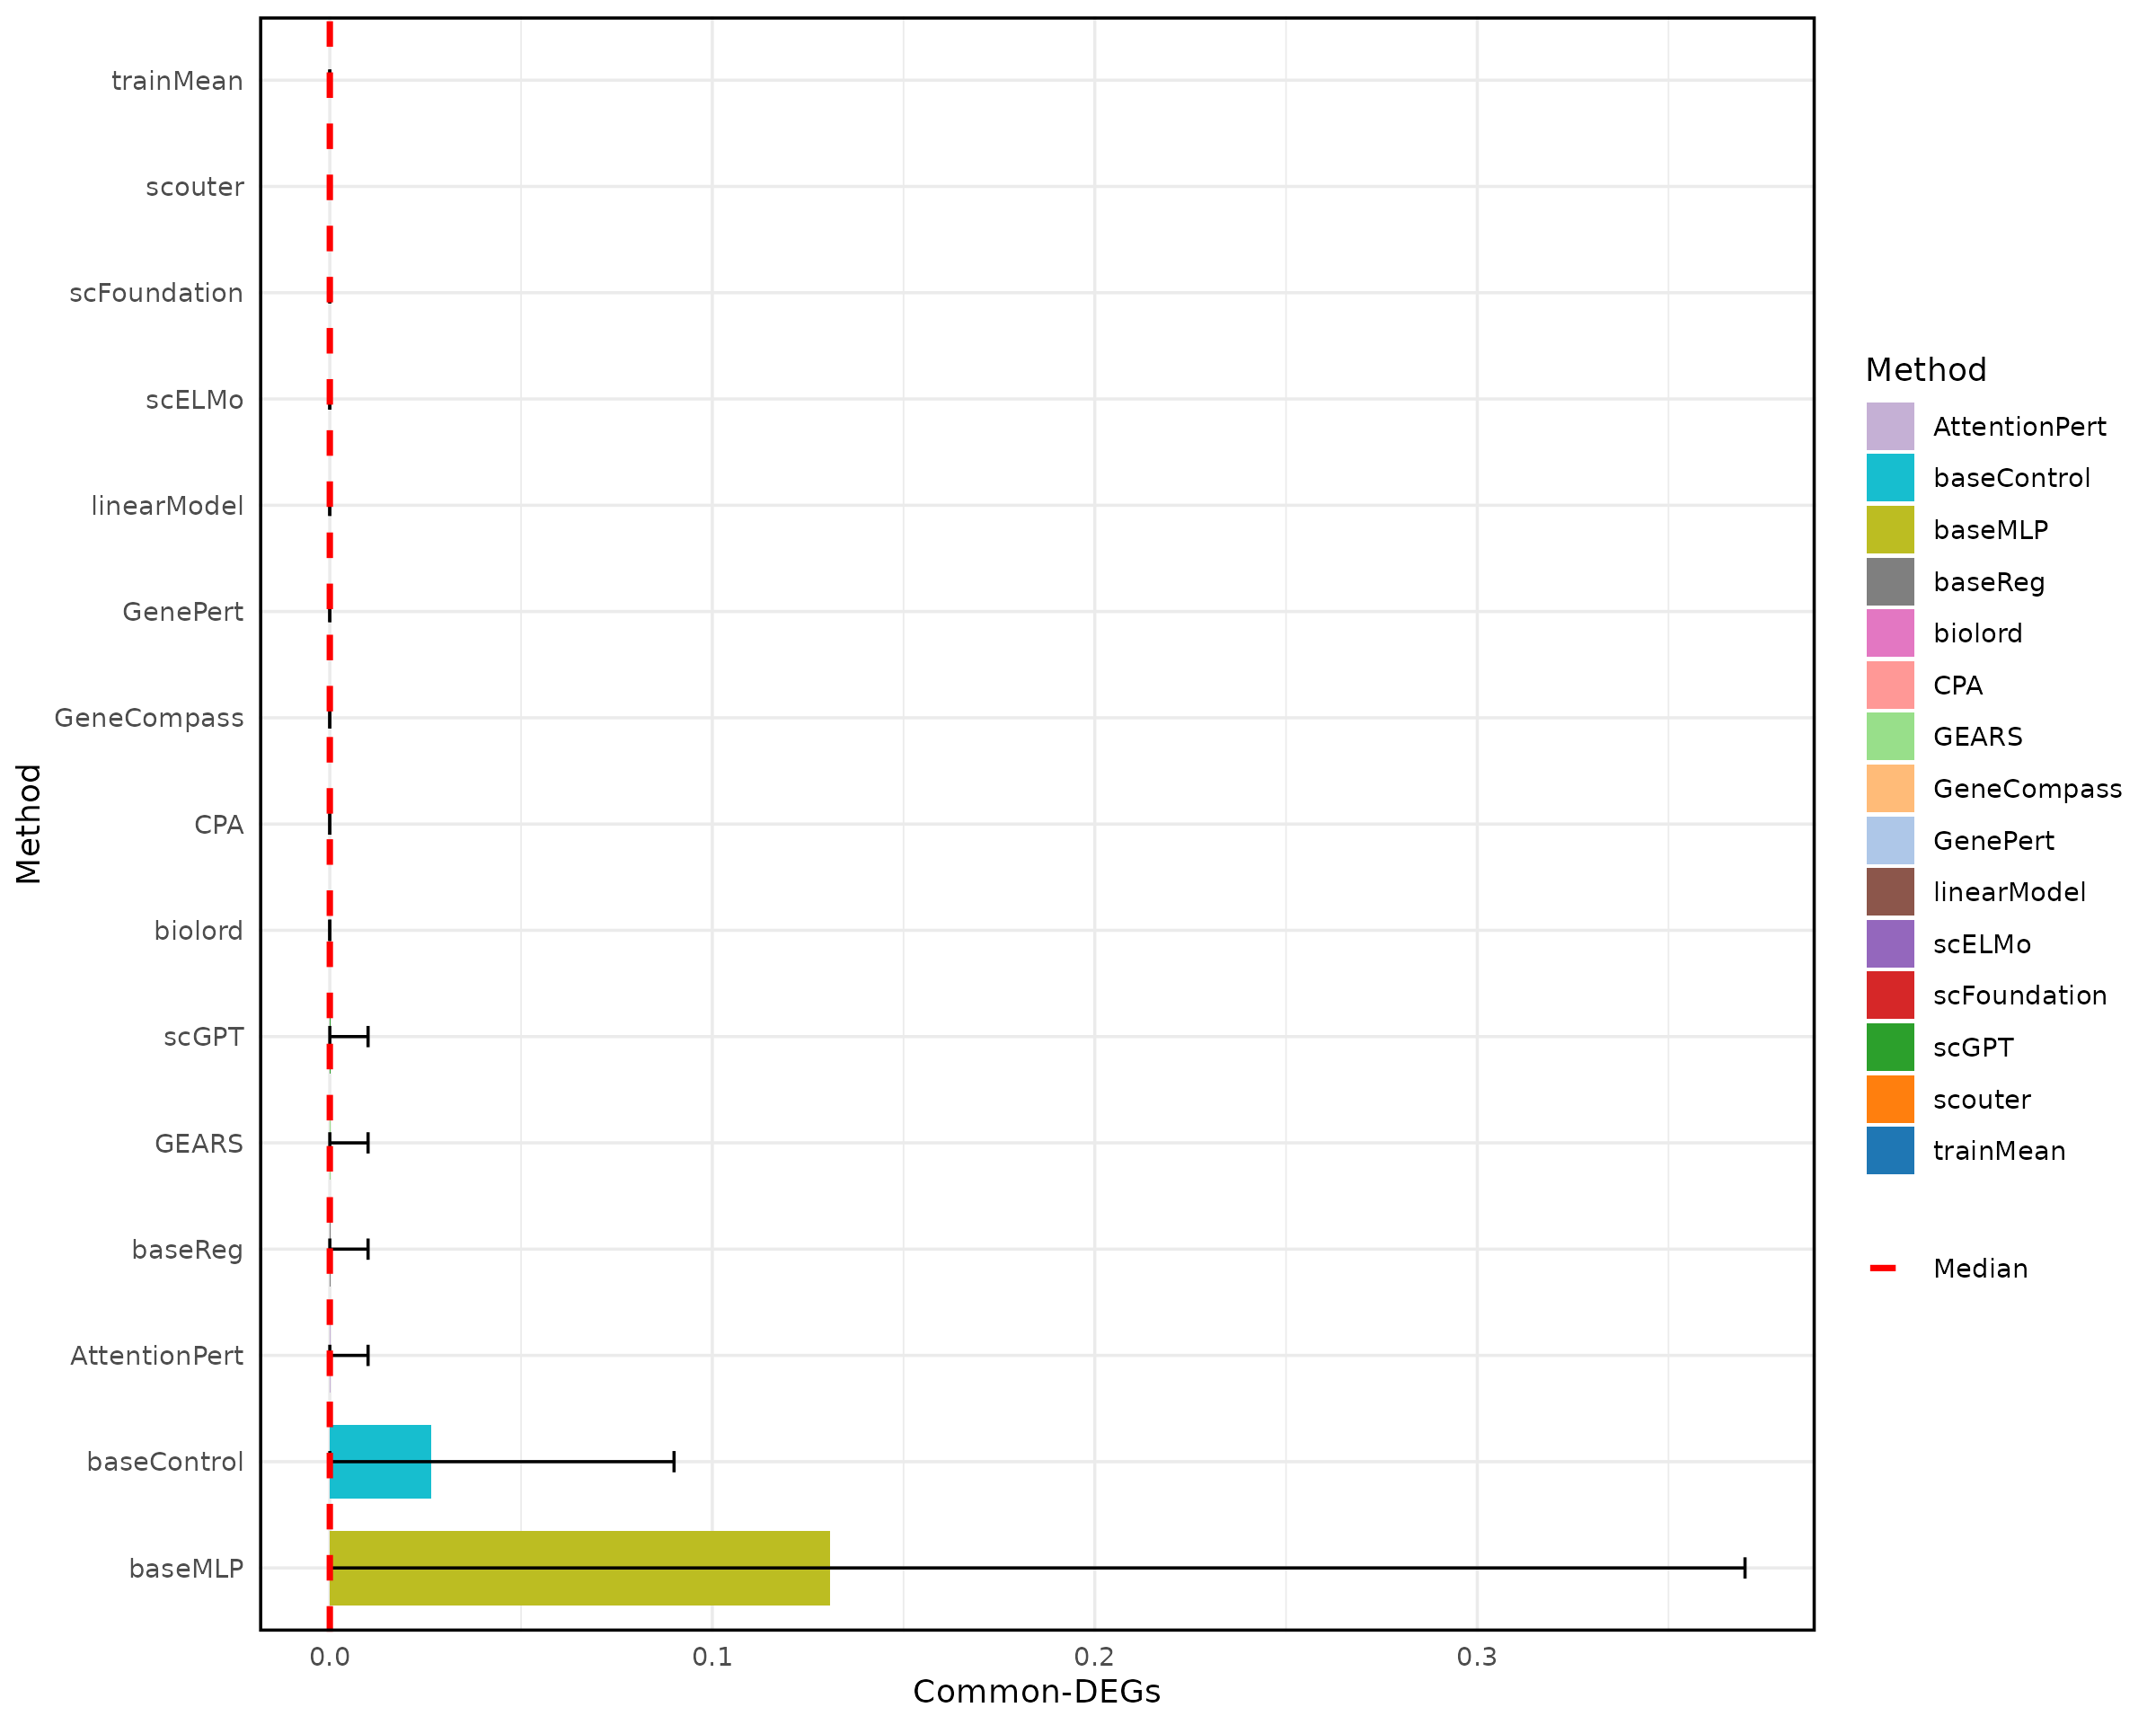 trainMean
scouter
scFoundation
scELMo
linearModel
GenePert
GeneCompass
CPA
biolord
scGPT
GEARS
baseReg
AttentionPert
baseControl
baseMLP
Method
0.0 0.1 0.2 0.3
Common-DEGs
Method
AttentionPert
baseControl
baseMLP
baseReg
biolord
CPA
GEARS
GeneCompass
GenePert
linearModel
scELMo
scFoundation
scGPT
scouter
trainMean
Median